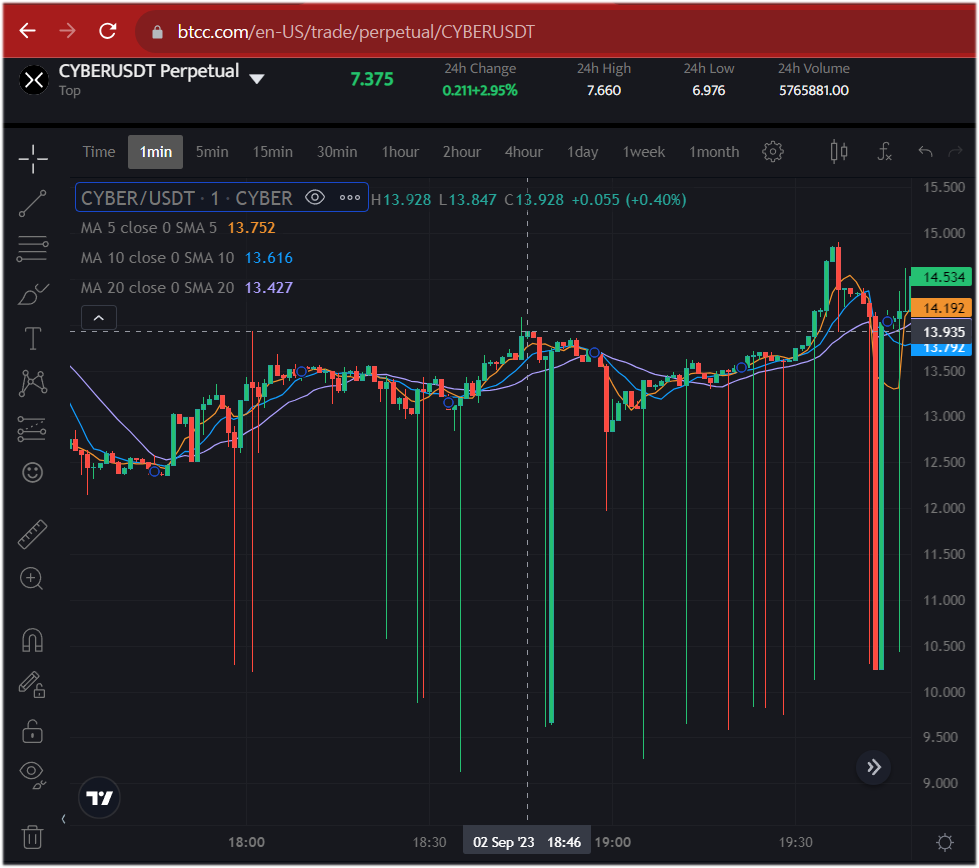 btcc.com/en-US/trade/perpetual/CYBERUSDT
CYBERUSDT Perpetual
Top
7.375
24h Change
0.211+2.95%
24h High
7.660
24h Low
6.976
24h Volume
5765881.00
Time 1min 5min 15min 30min 1hour 2hour 4hour 1day 1week 1month
CYBER/USDT · 1 · CYBER H13.928 L13.847 C13.928 +0.055 (+0.40%)
MA 5 close 0 SMA 5 13.752
MA 10 close 0 SMA 10 13.616
MA 20 close 0 SMA 20 13.427
15.500
15.000
14.534
14.192
13.935
13.792
13.500
13.000
12.500
12.000
11.500
11.000
10.500
10.000
9.500
9.000
18:00 18:30 02 Sep '23 18:46 19:00 19:30